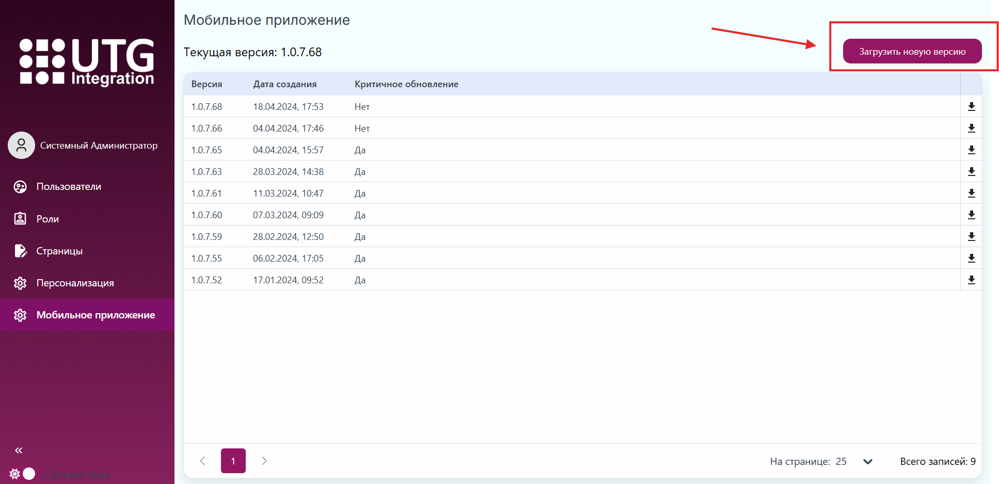 UTG
Integration
Системный Администратор
Пользователи
Роли
Страницы
Персонализация
Мобильное приложение
«
Светлая тема
Мобильное приложение
Текущая версия: 1.0.7.68
Загрузить новую версию
Версия Дата создания Критичное обновление
1.0.7.68 18.04.2024, 17:53 Нет
1.0.7.66 04.04.2024, 17:46 Нет
1.0.7.65 04.04.2024, 15:57 Да
1.0.7.63 28.03.2024, 14:38 Да
1.0.7.61 11.03.2024, 10:47 Да
1.0.7.60 07.03.2024, 09:09 Да
1.0.7.59 28.02.2024, 12:50 Да
1.0.7.55 06.02.2024, 17:05 Да
1.0.7.52 17.01.2024, 09:52 Да
1
На странице: 25
Всего записей: 9